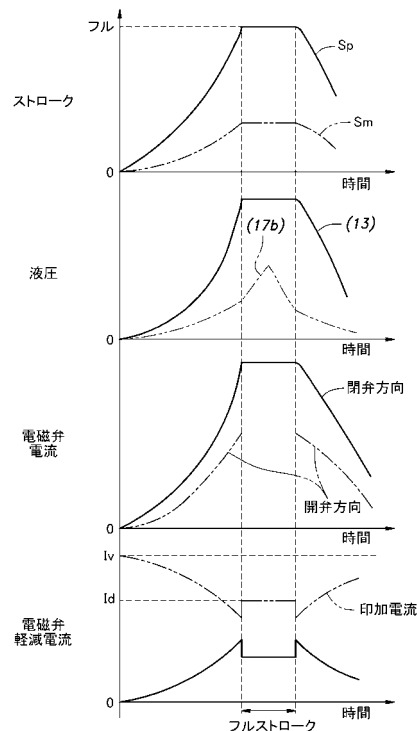 フル
Sp
ストローク
Sm
0
時間
(17b)
(13)
液圧
0
時間
閉弁方向
電磁弁
電流
開弁方向
0
時間
Iv
Id
印加電流
電磁弁
軽減電流
0
時間
フルストローク